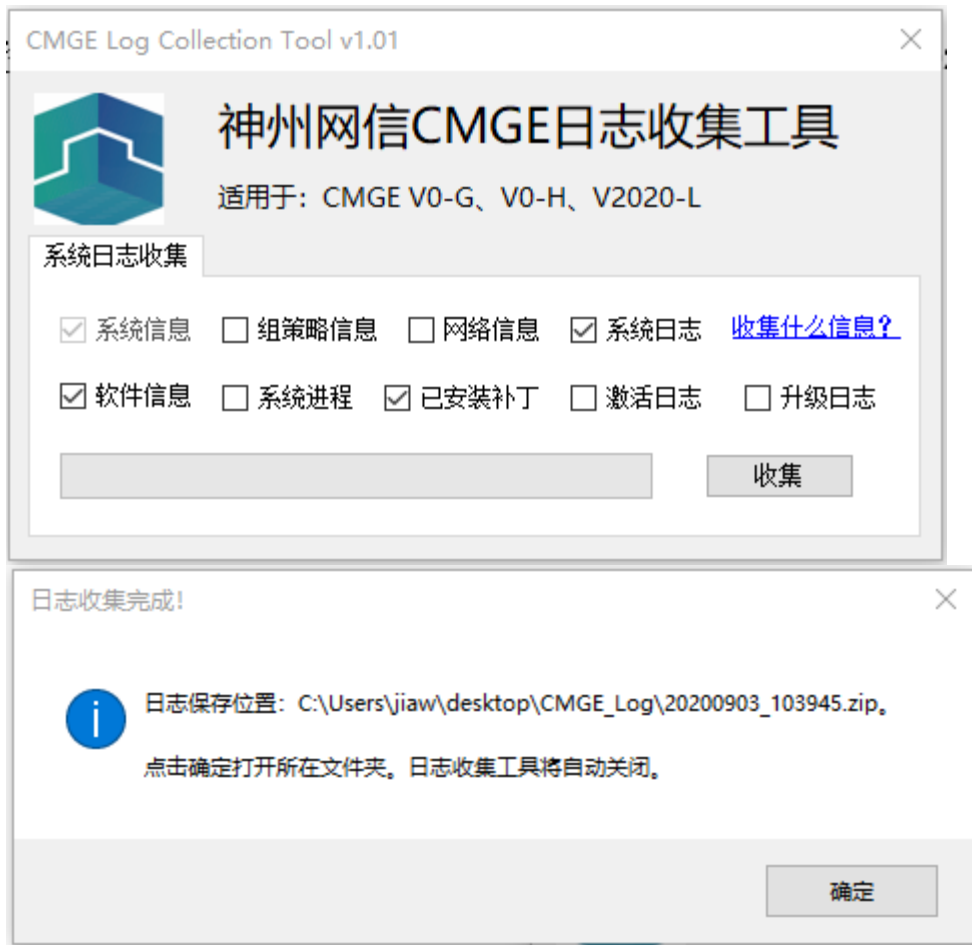 CMGE Log Collection Tool v1.01
神州网信CMGE日志收集工具
适用于：CMGE V0-G、V0-H、V2020-L
系统日志收集
系统信息 组策略信息 网络信息 系统日志 收集什么信息？
软件信息 系统进程 已安装补丁 激活日志 升级日志
收集
日志收集完成!
日志保存位置：C:\Users\jiaw\desktop\CMGE_Log\20200903_103945.zip。
点击确定打开所在文件夹。日志收集工具将自动关闭。
确定